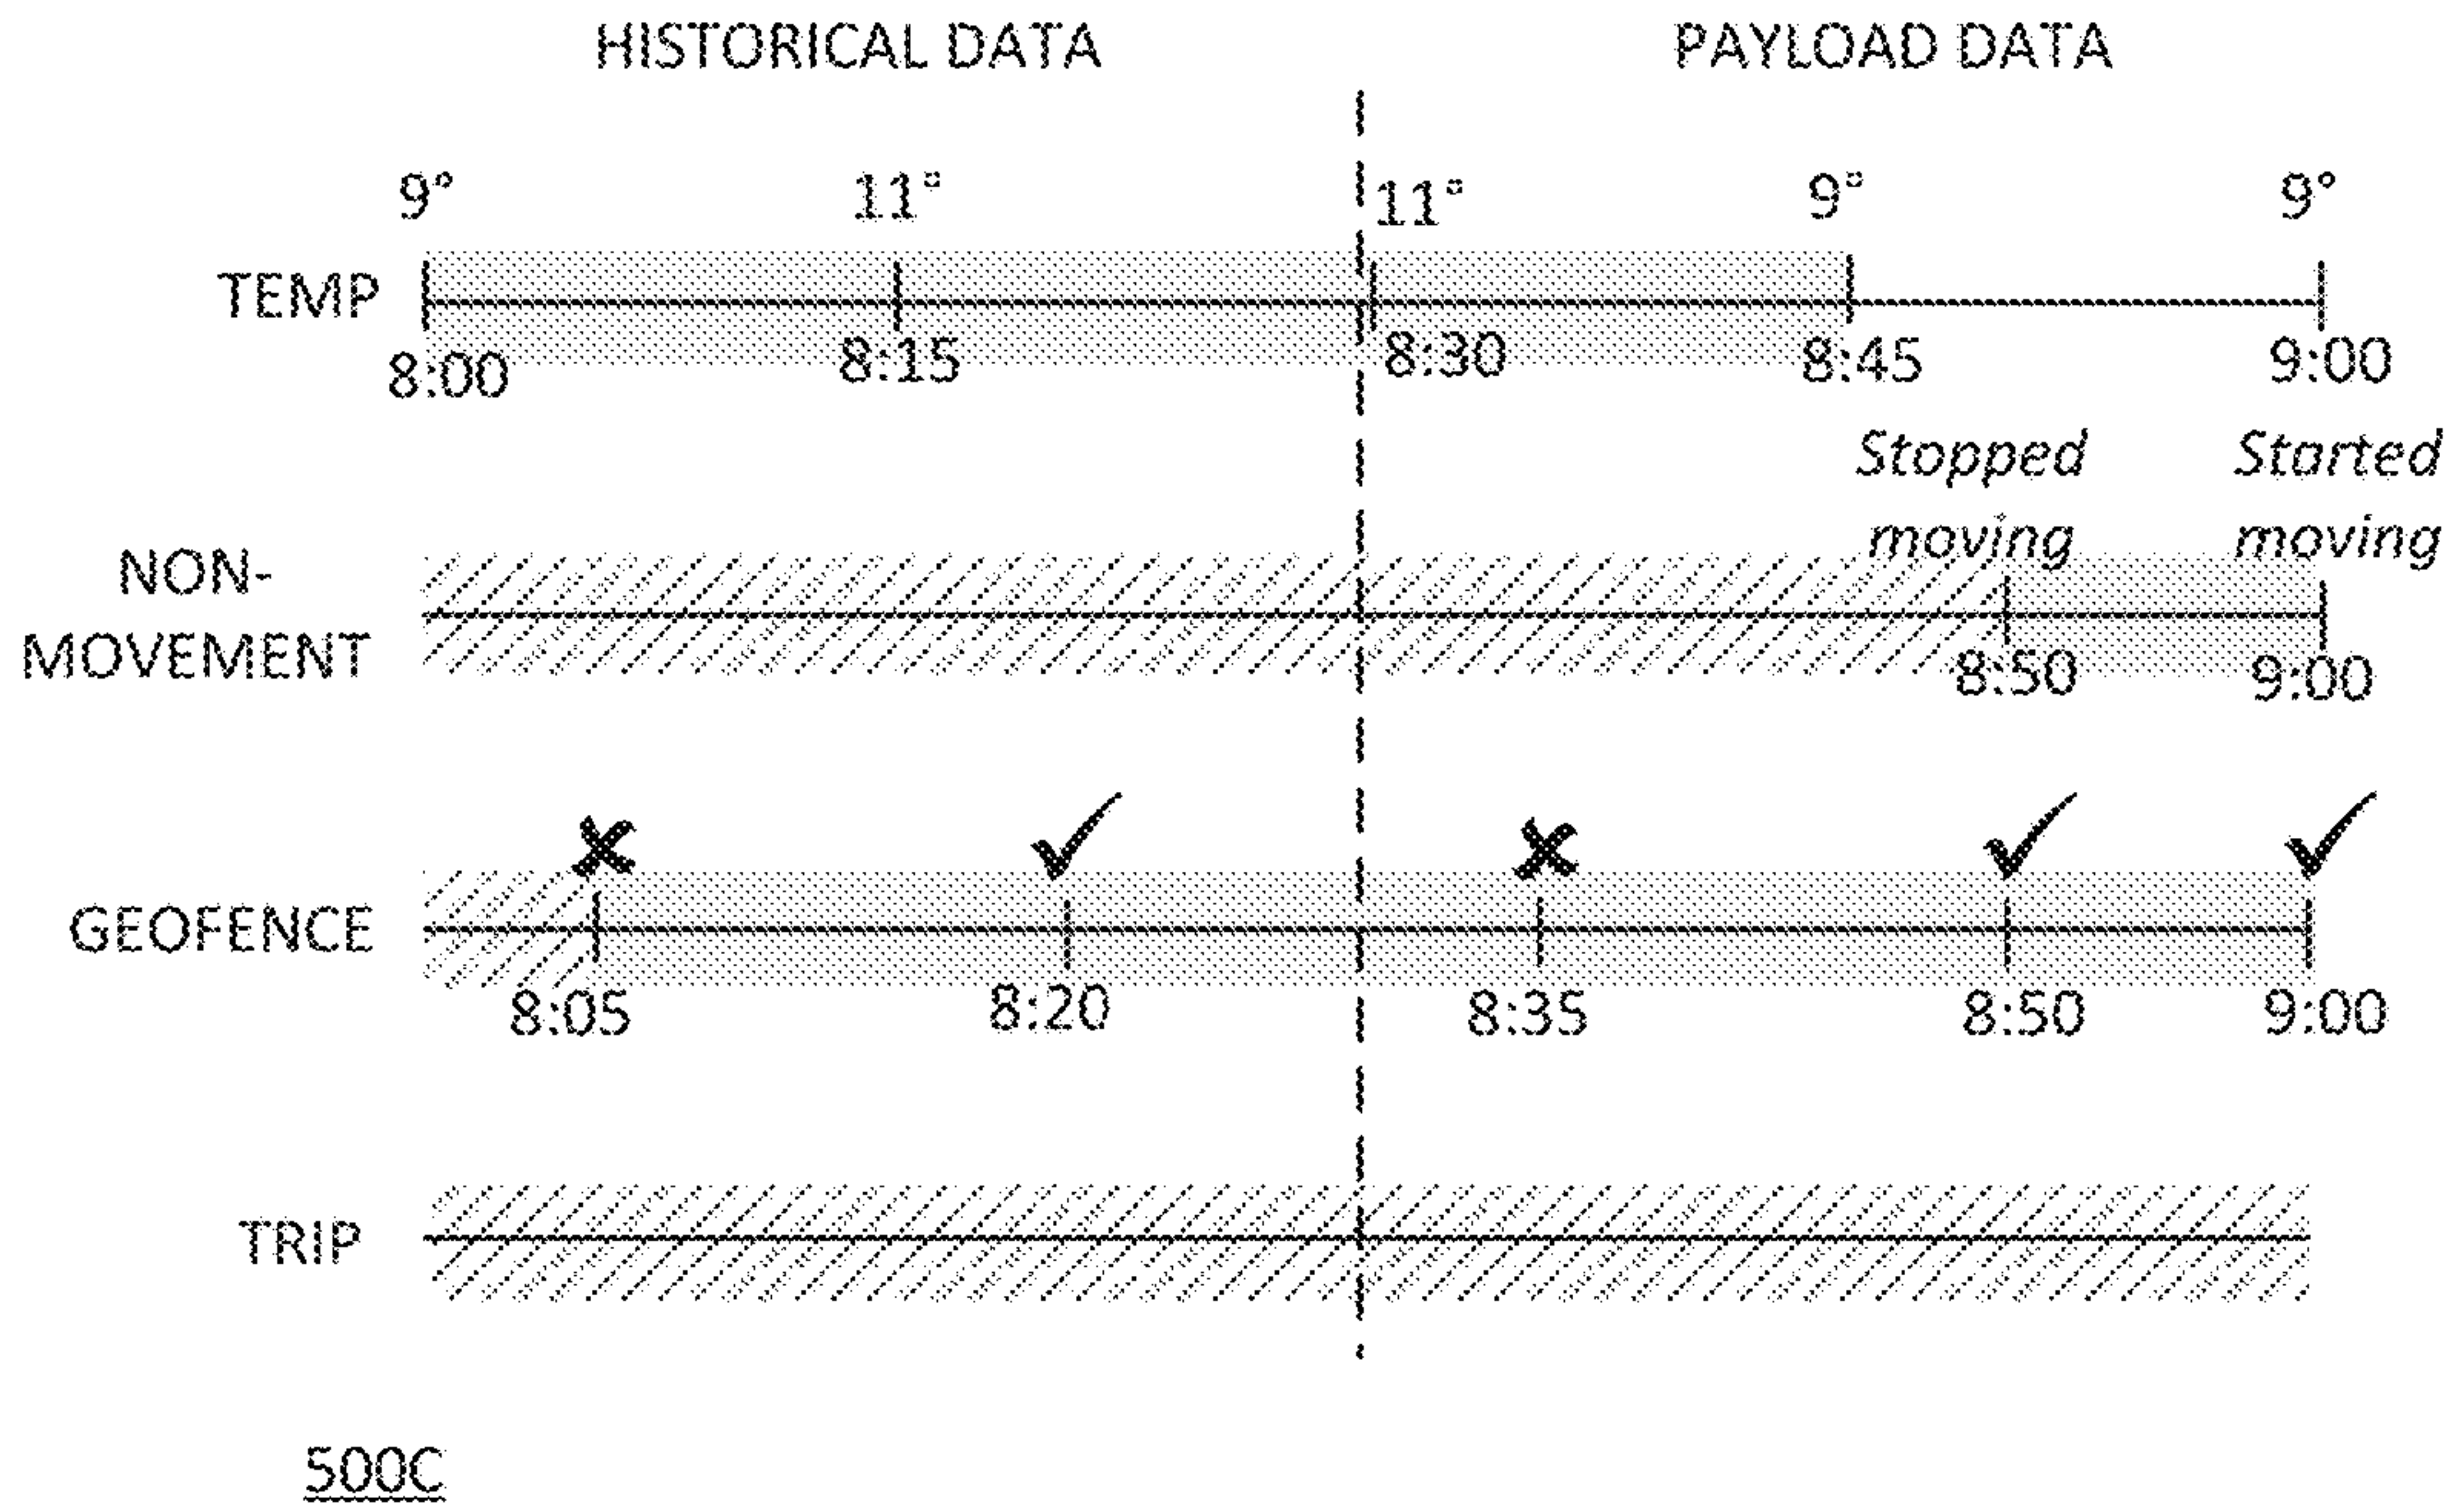 HISTORICAL DATA PAYLOAD DATA
9° 11° 11° 9° 9°
TEMP
8:00 8:15 8:30 8:45 9:00
Stopped Started
moving moving
NON-
MOVEMENT
8:50 9:00
GEOFENCE
8:05 8:20 8:35 8:50 9:00
TRIP
500C